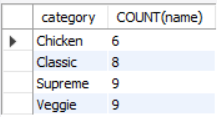 category COUNT(name)
Chicken 6
Classic 8
Supreme 9
Veggie 9